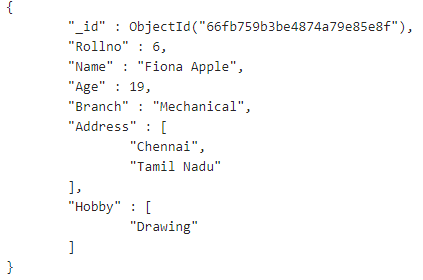 {
"_id" : ObjectId("66fb759b3be4874a79e85e8f"),
"Rollno" : 6,
"Name" : "Fiona Apple",
"Age" : 19,
"Branch" : "Mechanical",
"Address" : [
"Chennai",
"Tamil Nadu"
],
"Hobby" : [
"Drawing"
]
}